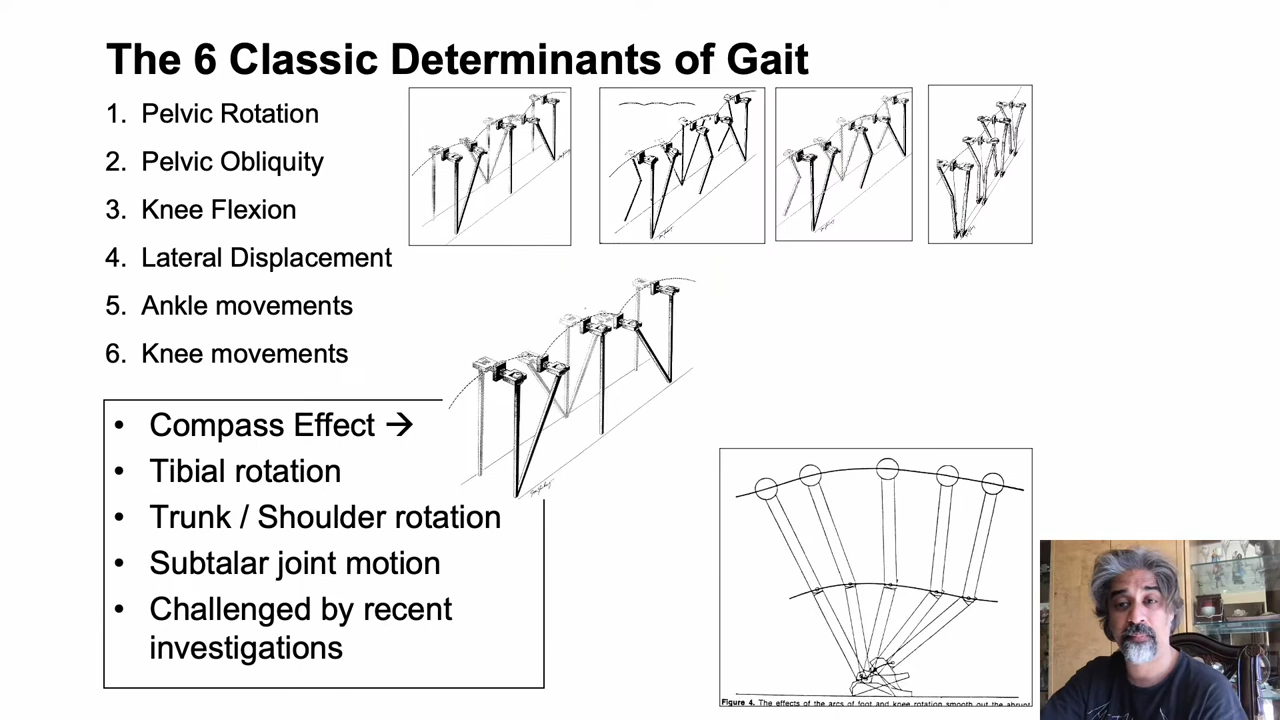 The 6 Classic Determinants of Gait
1. Pelvic Rotation
2. Pelvic Obliquity
3. Knee Flexion
4. Lateral Displacement
5. Ankle movements
6. Knee movements
• Compass Effect →
• Tibial rotation
• Trunk / Shoulder rotation
• Subtalar joint motion
• Challenged by recent
investigations
Figure 4. The effects of the arcs of foot and knee rotation smooth out the abrupt